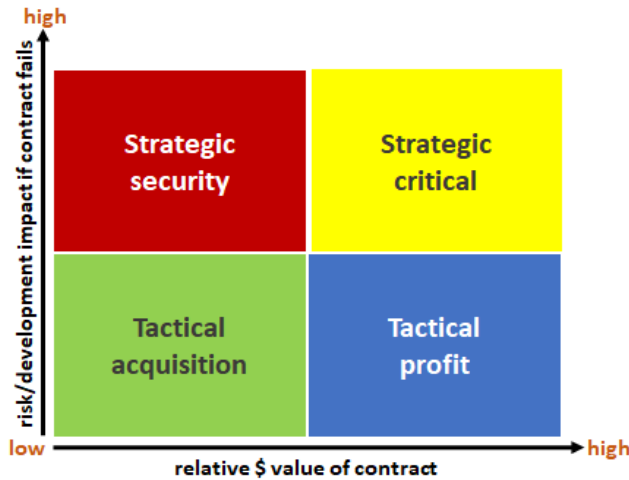 high
risk/development impact if contract fails
Strategic
security
Strategic
critical
Tactical
acquisition
Tactical
profit
low
high
relative $ value of contract